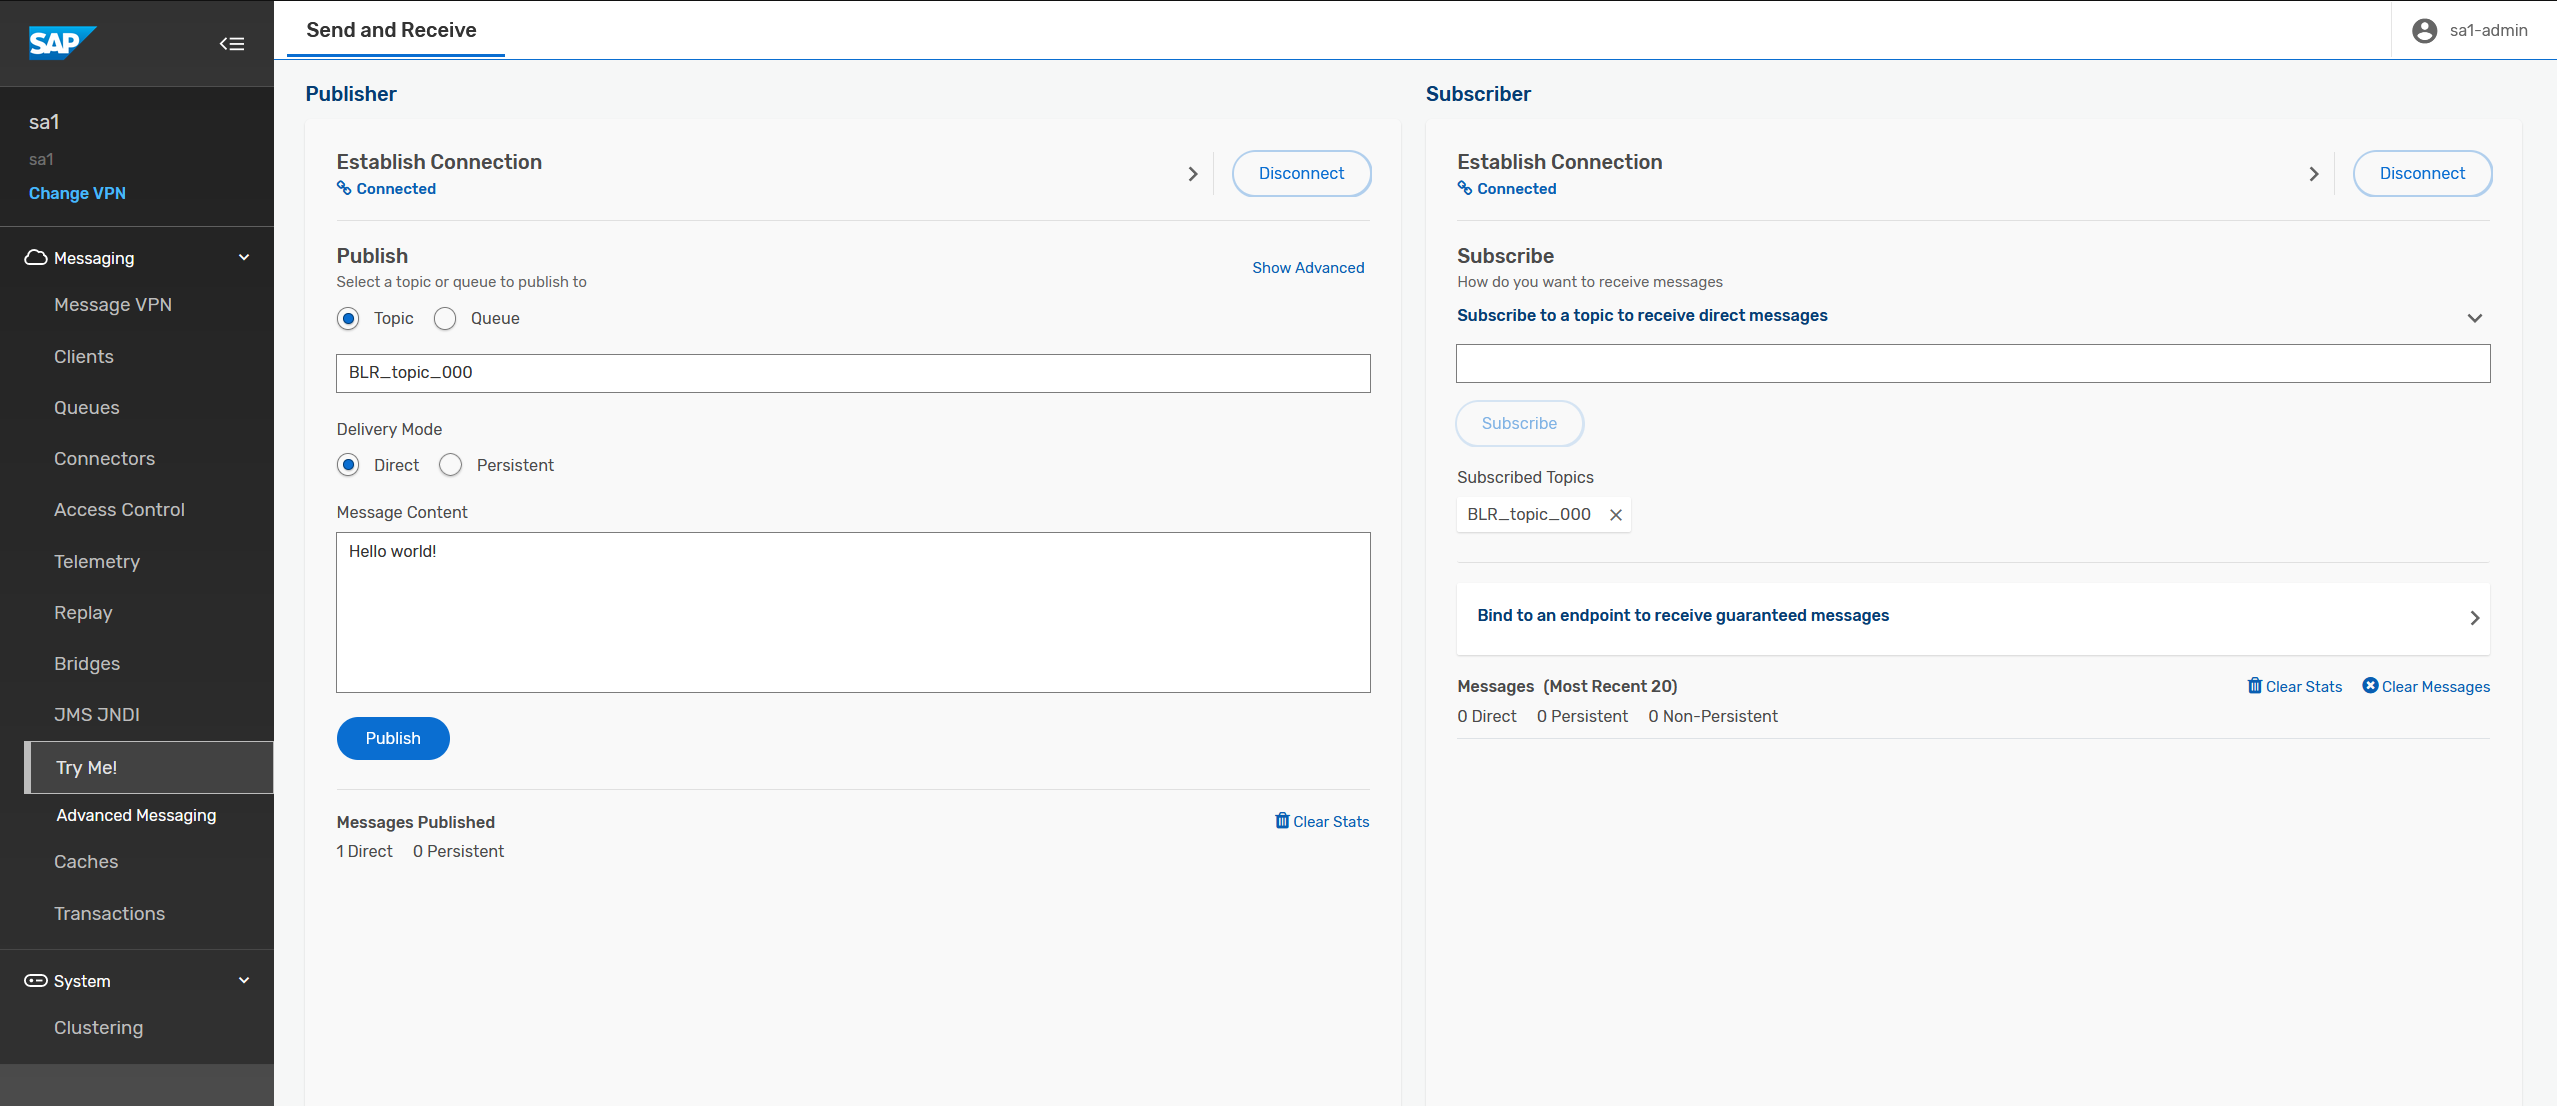 SAP
sa1
sa1
Change VPN
Messaging
Message VPN
Clients
Queues
Connectors
Access Control
Telemetry
Replay
Bridges
JMS JNDI
Try Me!
Advanced Messaging
Caches
Transactions
System
Clustering
Send and Receive
sa1-admin
Publisher
Establish Connection
Connected
Disconnect
Publish
Select a topic or queue to publish to
Show Advanced
Topic Queue
BLR_topic_000
Delivery Mode
Direct Persistent
Message Content
Hello world!
Publish
Messages Published
Clear Stats
1 Direct 0 Persistent
Subscriber
Establish Connection
Connected
Disconnect
Subscribe
How do you want to receive messages
Subscribe to a topic to receive direct messages
Subscribe
Subscribed Topics
BLR_topic_000
Bind to an endpoint to receive guaranteed messages
Messages (Most Recent 20)
Clear Stats Clear Messages
0 Direct 0 Persistent 0 Non-Persistent